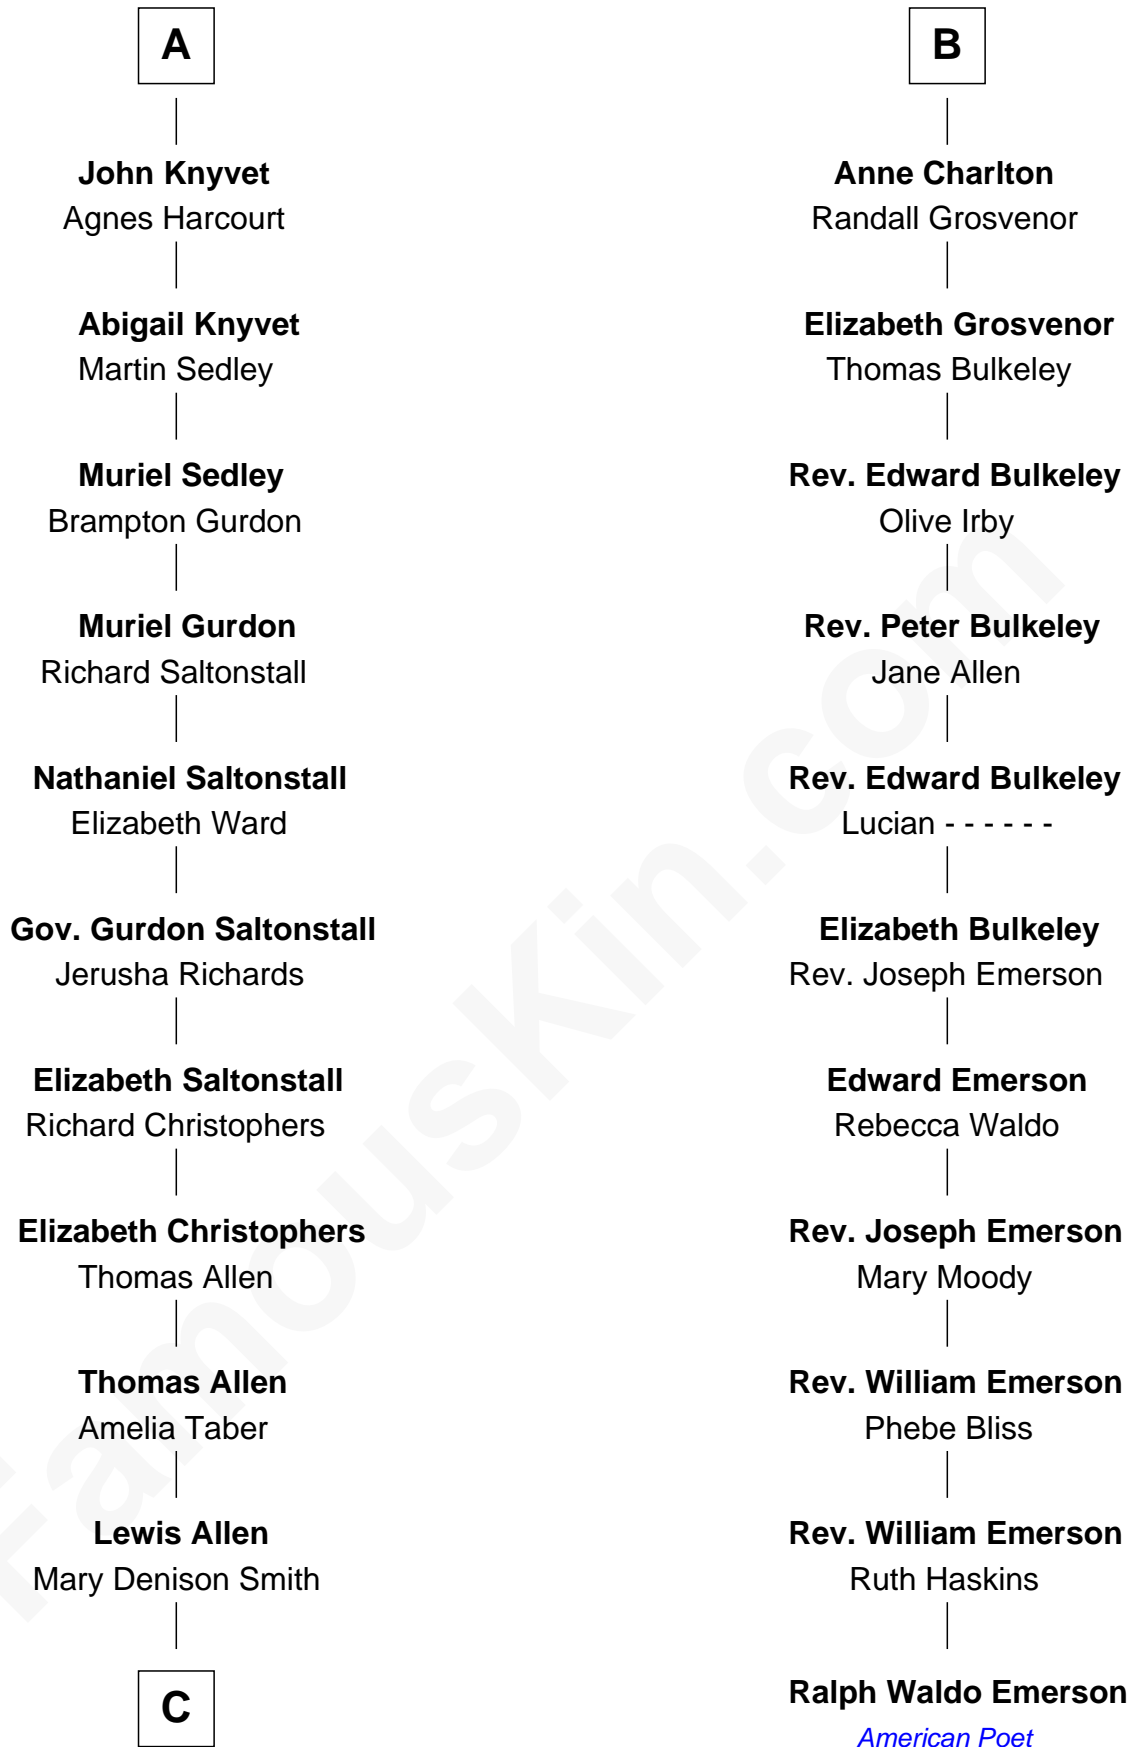 A
John Knyvet
Agnes Harcourt
Abigail Knyvet
Martin Sedley
Muriel Sedley
Brampton Gurdon
Muriel Gurdon
Richard Saltonstall
Nathaniel Saltonstall
Elizabeth Ward
Gov. Gurdon Saltonstall
Jerusha Richards
Elizabeth Saltonstall
Richard Christophers
Elizabeth Christophers
Thomas Allen
Thomas Allen
Amelia Taber
Lewis Allen
Mary Denison Smith
C
B
Anne Charlton
Randall Grosvenor
Elizabeth Grosvenor
Thomas Bulkeley
Rev. Edward Bulkeley
Olive Irby
Rev. Peter Bulkeley
Jane Allen
Rev. Edward Bulkeley
Lucian - - - - - -
Elizabeth Bulkeley
Rev. Joseph Emerson
Edward Emerson
Rebecca Waldo
Rev. Joseph Emerson
Mary Moody
Rev. William Emerson
Phebe Bliss
Rev. William Emerson
Ruth Haskins
Ralph Waldo Emerson
American Poet
FamousKin.com